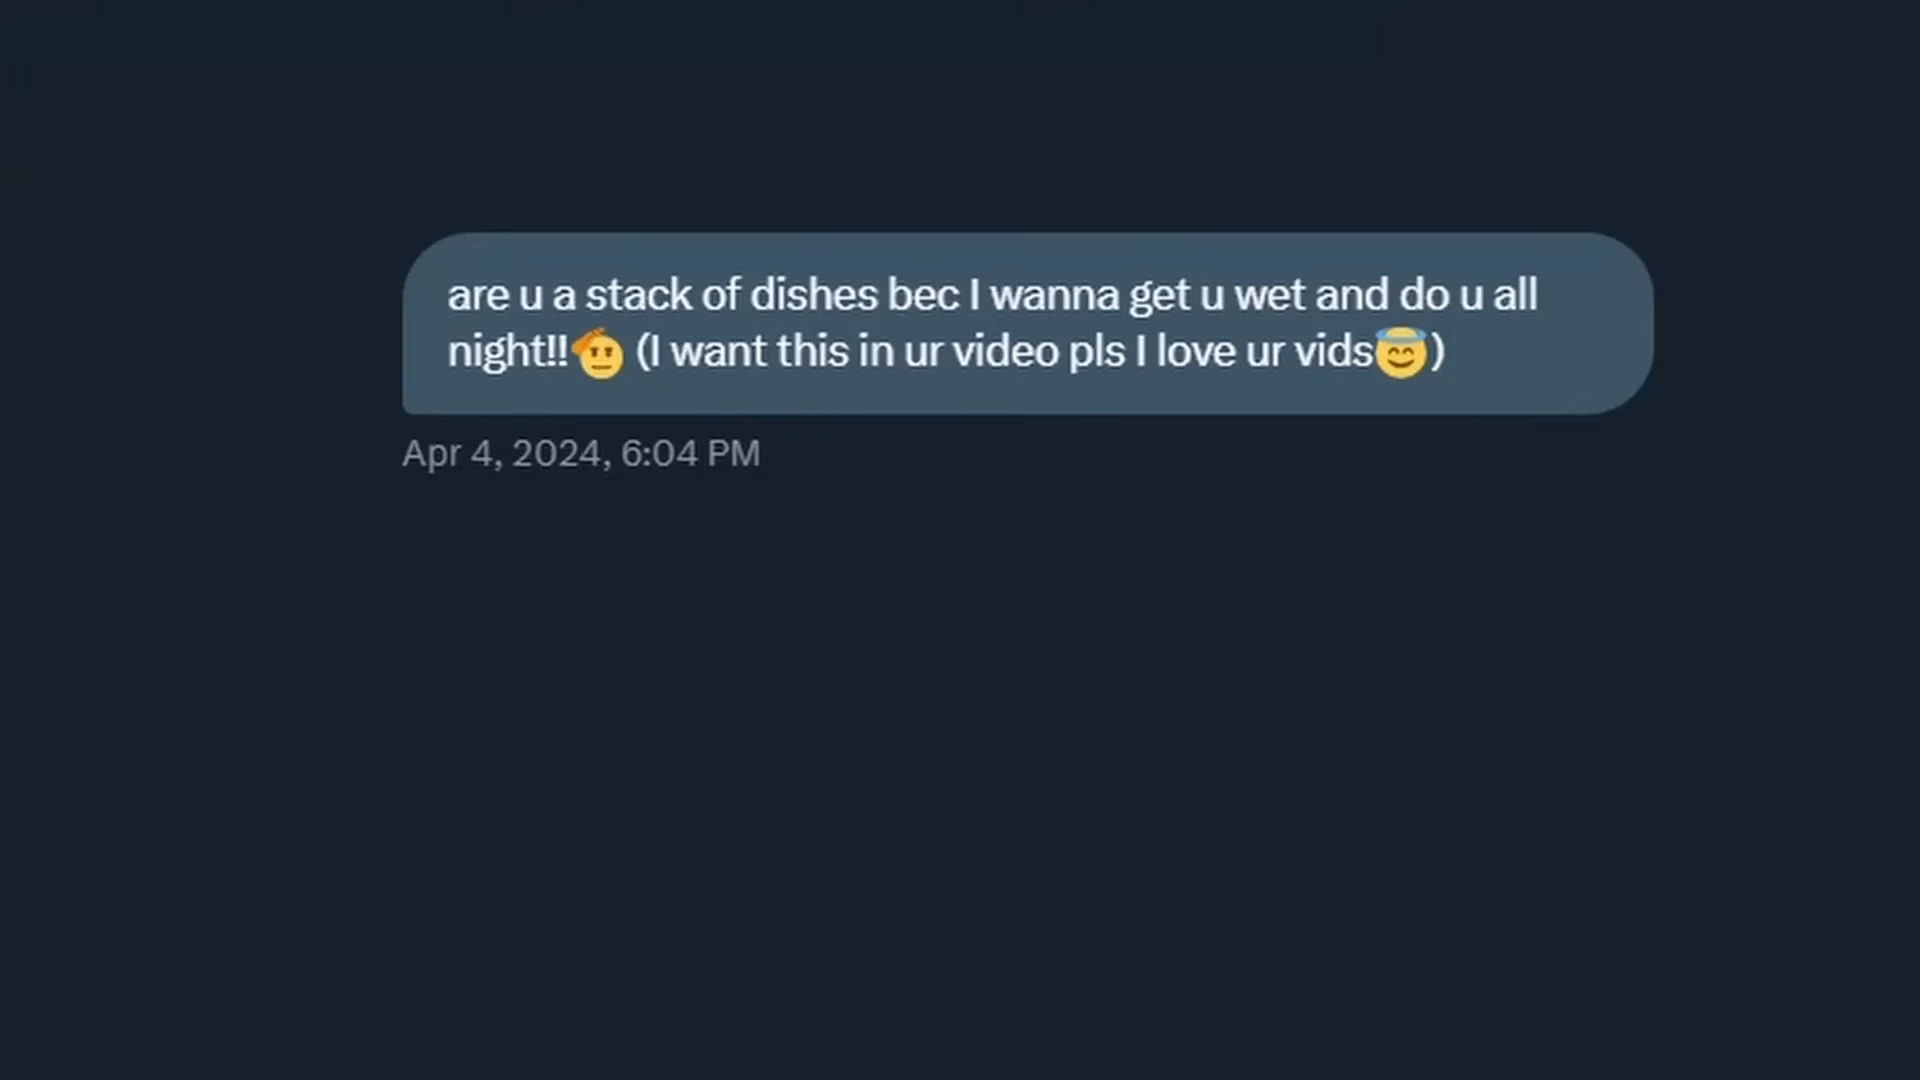 are u a stack of dishes bec I wanna get u wet and do u all
night!!🫡 (I want this in ur video pls I love ur vids😇)
Apr 4, 2024, 6:04 PM